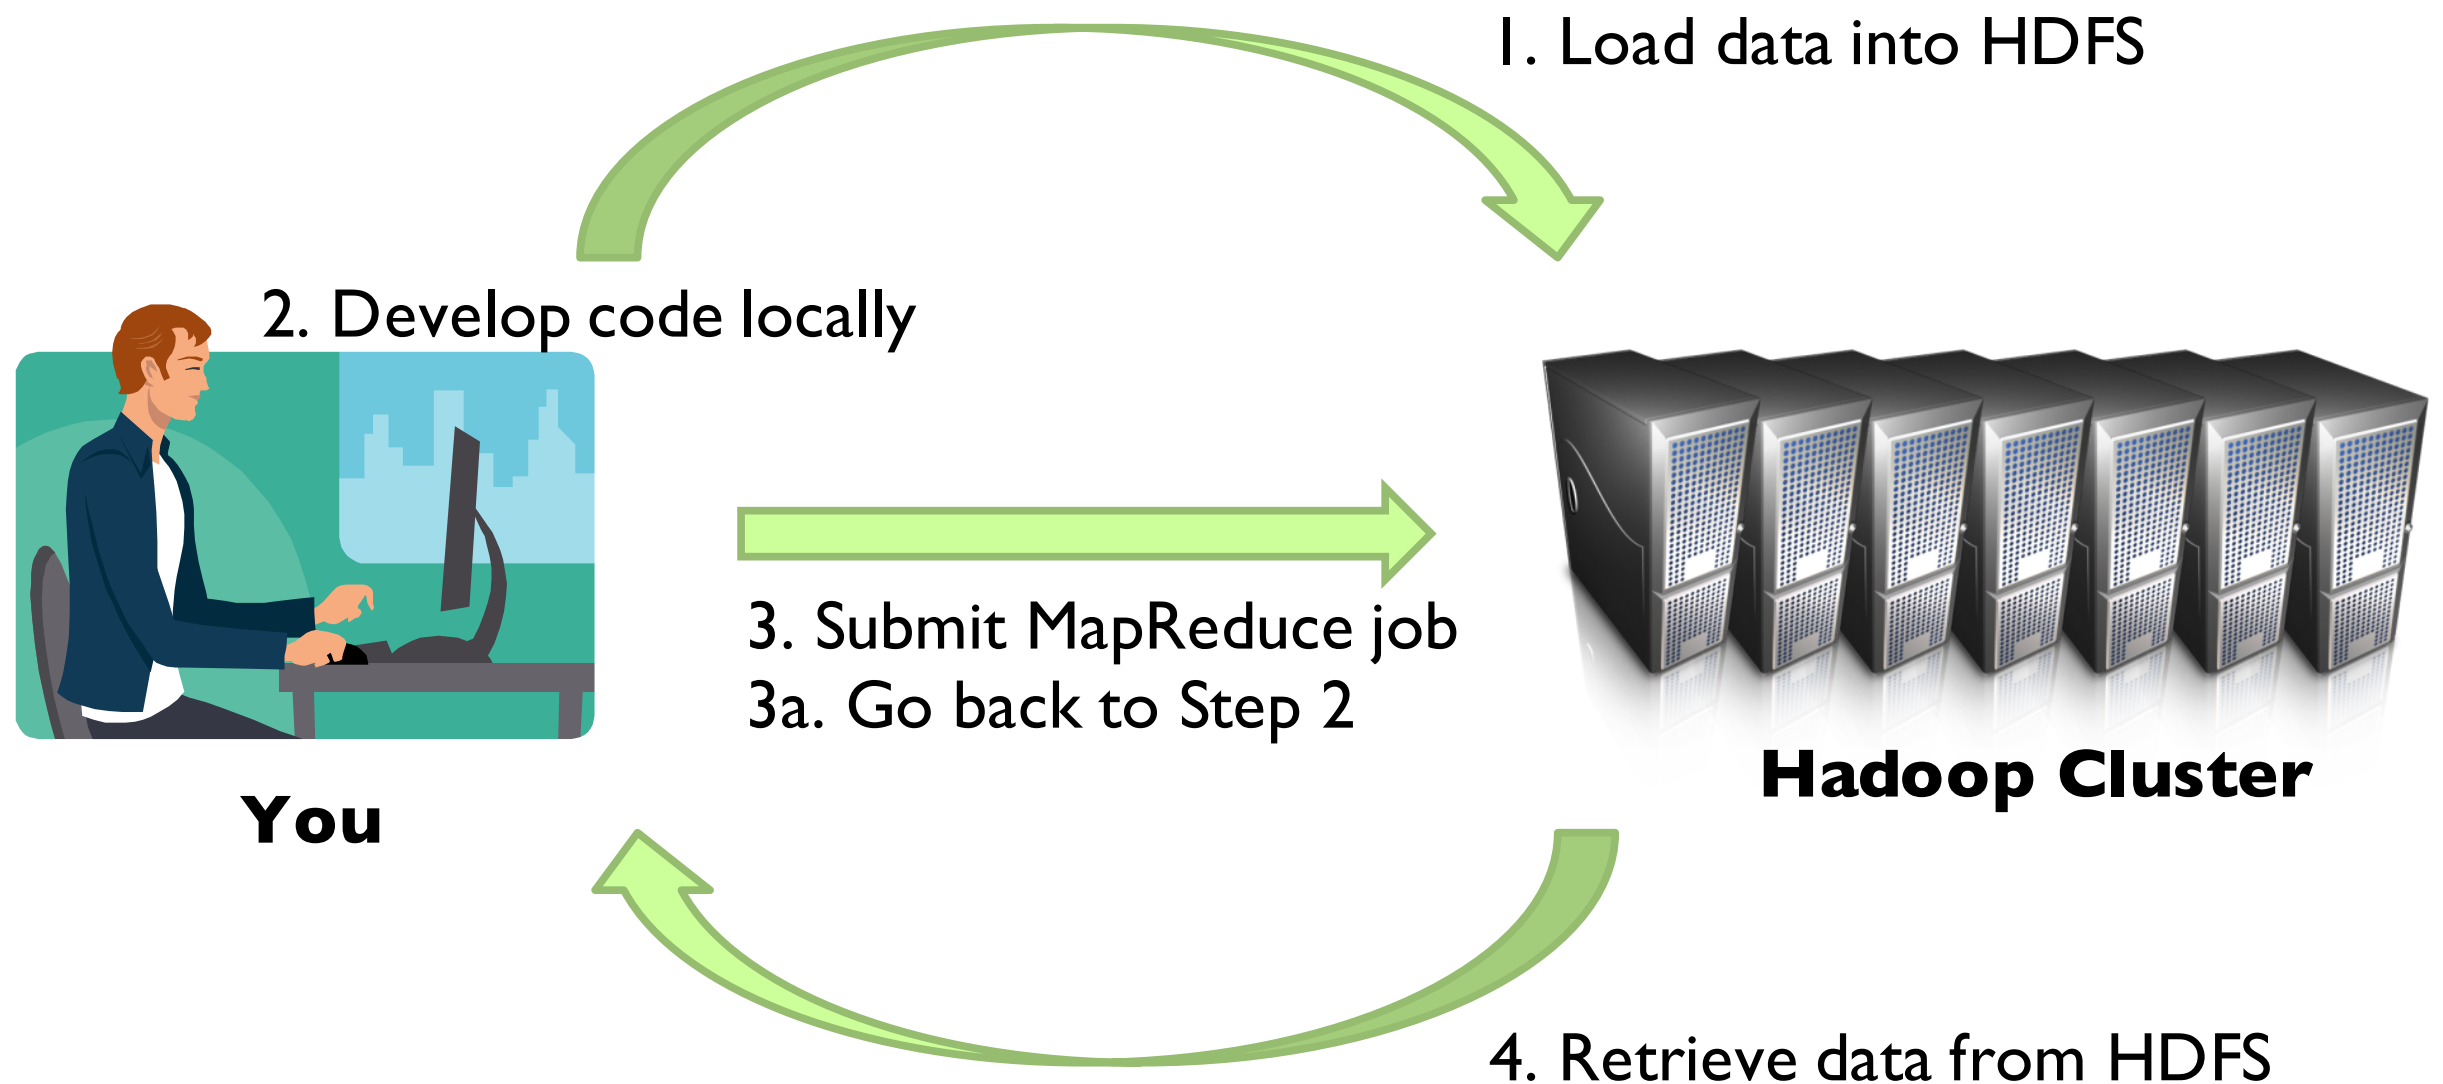 1. Load data into HDFS
2. Develop code locally
3. Submit MapReduce job
3a. Go back to Step 2
Hadoop Cluster
You
4. Retrieve data from HDFS